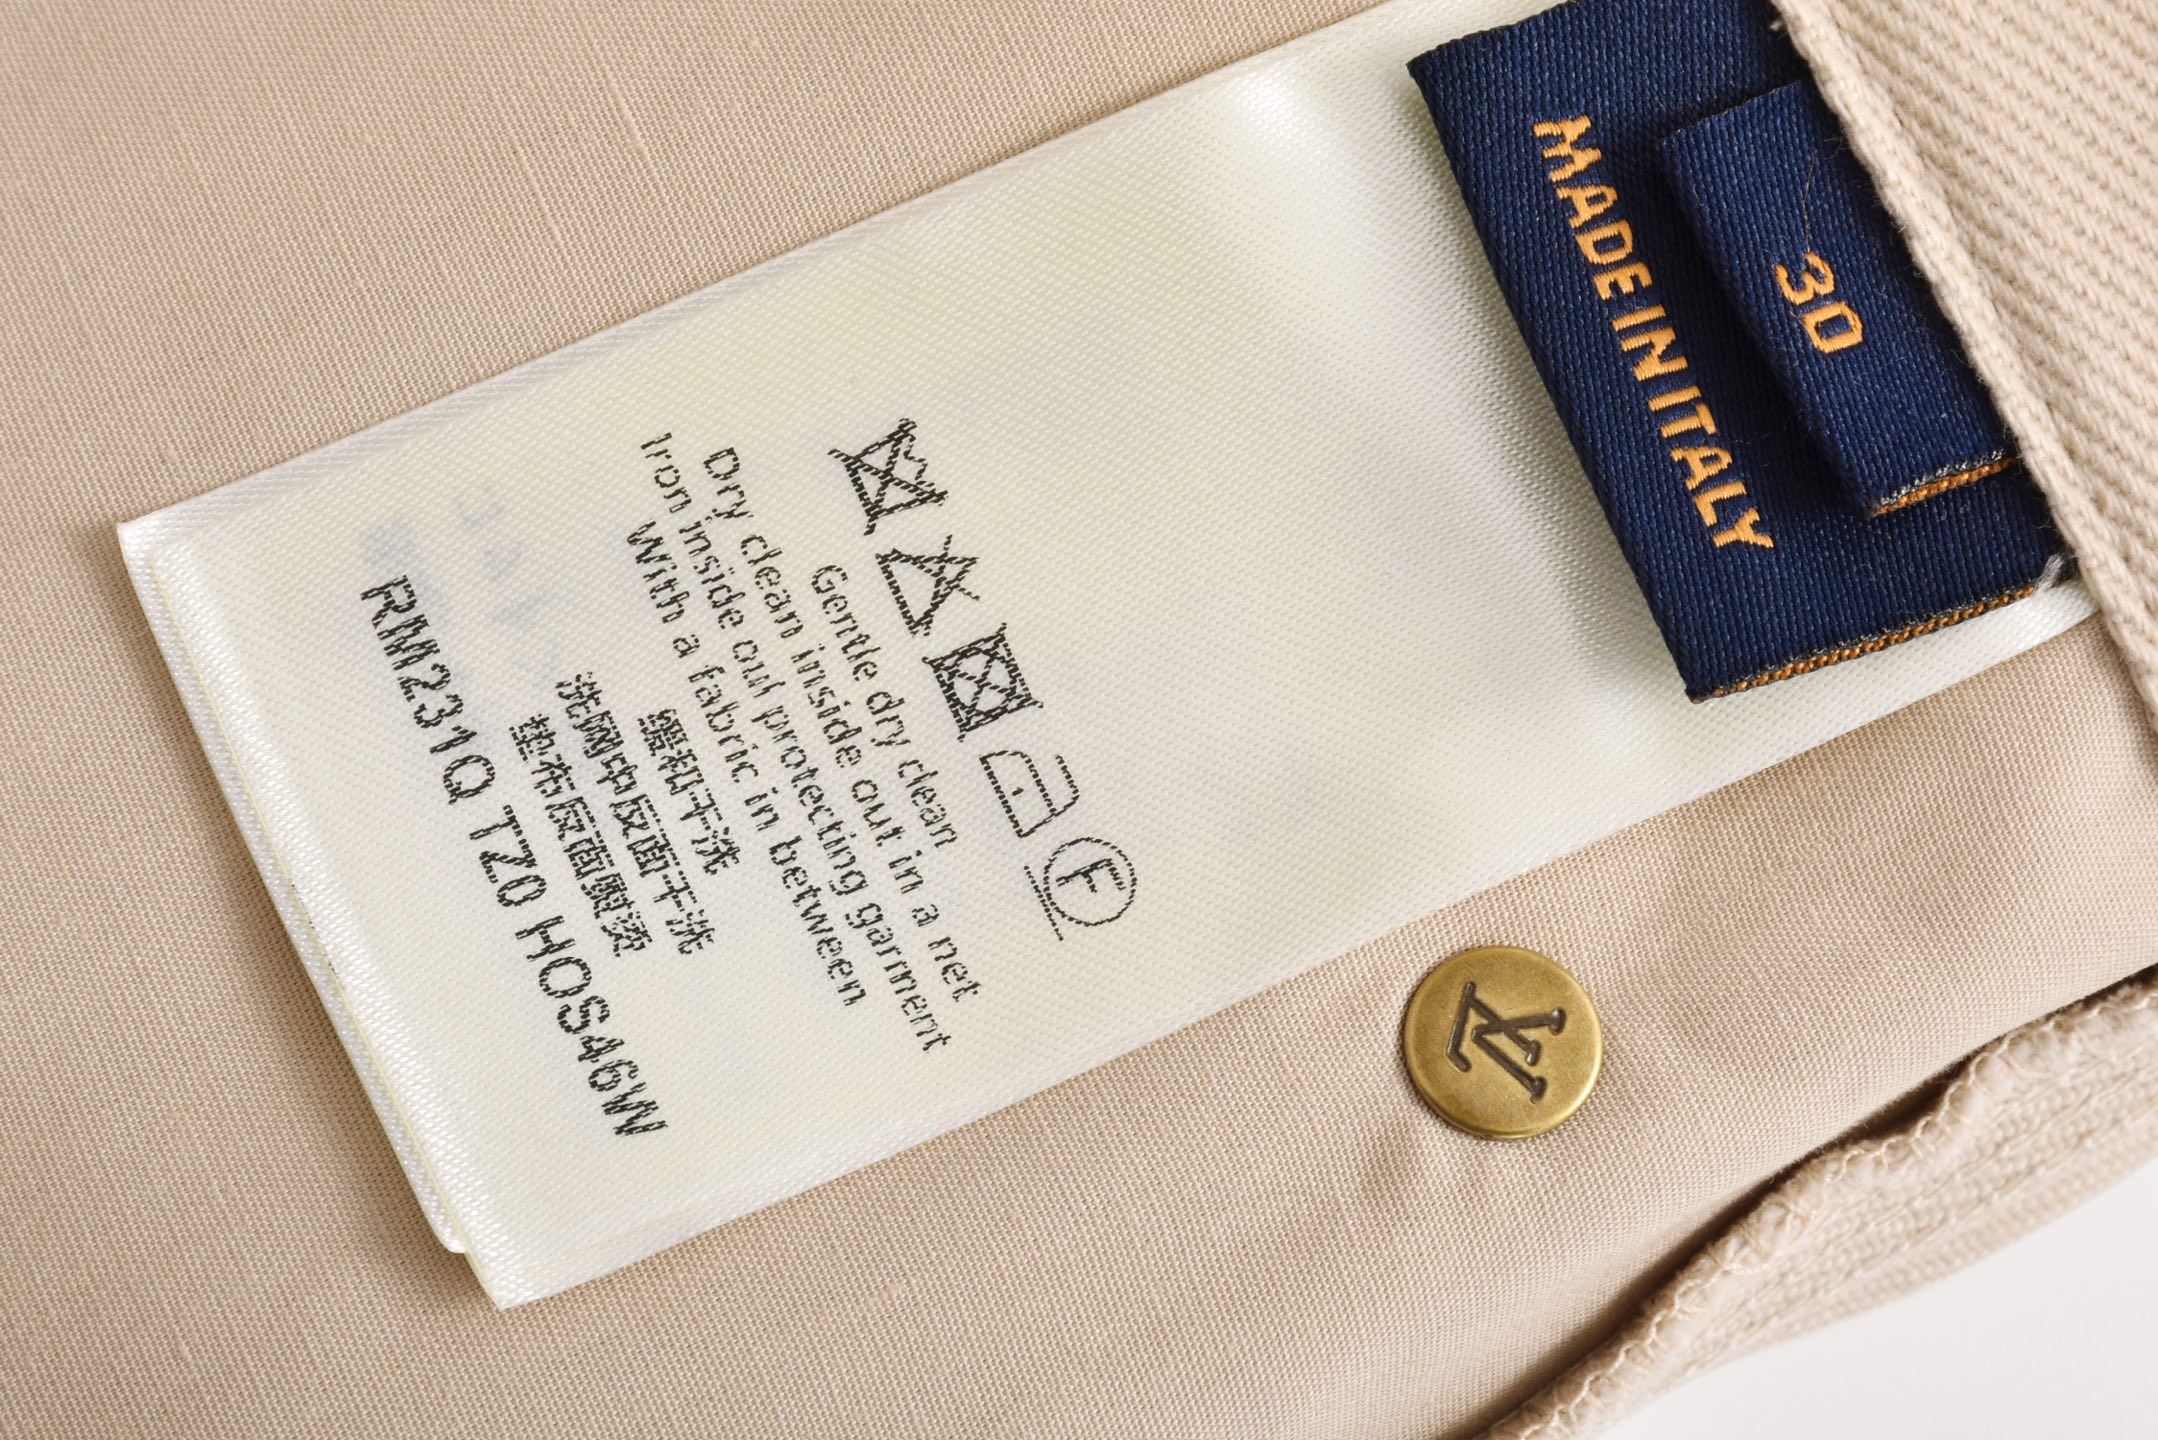 MADE IN ITALY
30
F
Gentle dry clean
Dry clean inside out in a net
Iron inside out protecting garment
With a fabric in between
温和干洗
洗网中反面干洗
垫布反面熨烫
RM231Q TZ0 HOS46W
LV